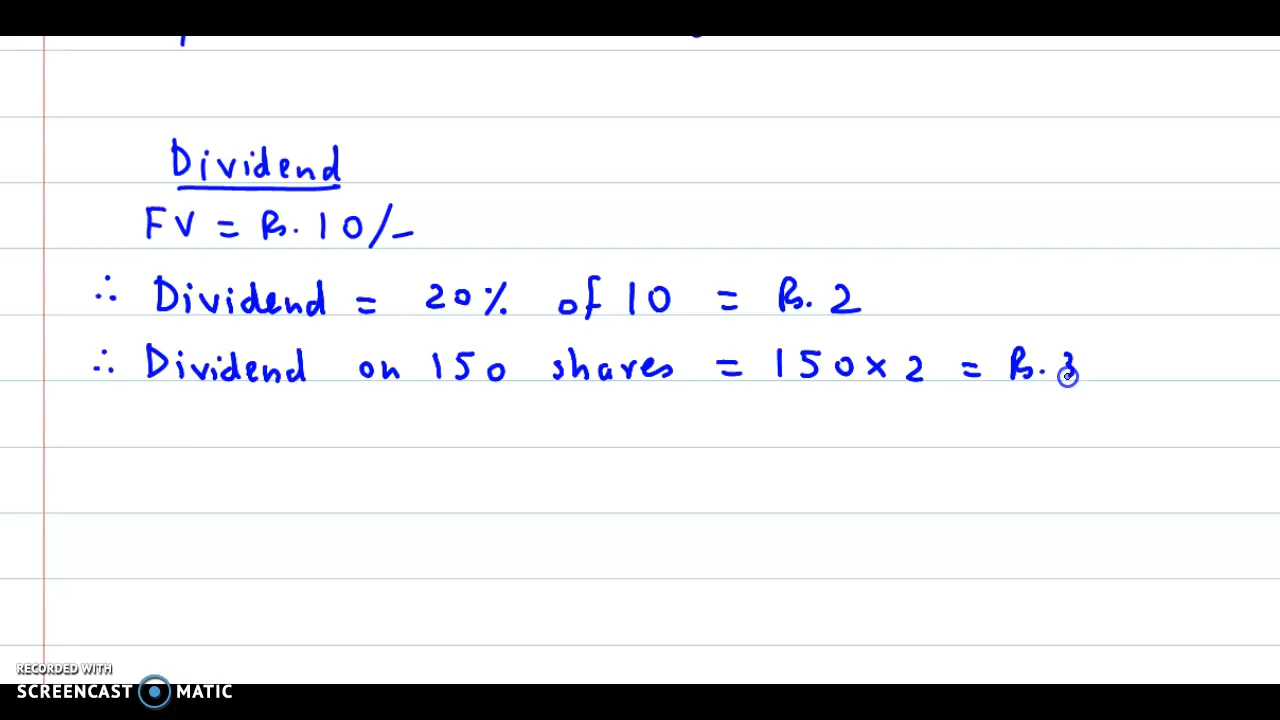 Dividend
FV = Rs. 10/-
∴ Dividend = 20% of 10 = Rs. 2
∴ Dividend on 150 shares = 150 × 2 = Rs. 3
RECORDED WITH
SCREENCAST MATIC